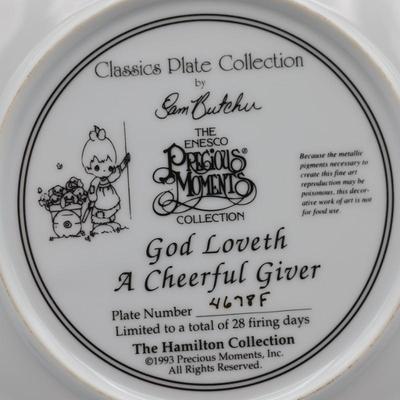 Classics Plate Collection
by
Sam Butcher
THE
ENESCO
PRECIOUS®
MOMENTS
COLLECTION
Because the metallic
pigments necessary to
create this fine art
reproduction may be
poisonous, this decor-
ative work of art is not
for food use.
God Loveth
A Cheerful Giver
Plate Number 4678F
Limited to a total of 28 firing days
The Hamilton Collection
©1993 Precious Moments, Inc.
All Rights Reserved.